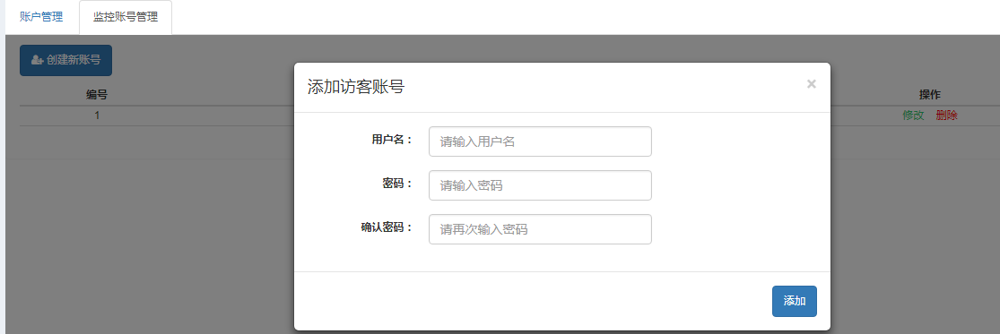 账户管理 监控账号管理
创建新账号
添加访客账号 ×
编号 操作
1 修改 删除
用户名： 请输入用户名
密码： 请输入密码
确认密码： 请再次输入密码
添加